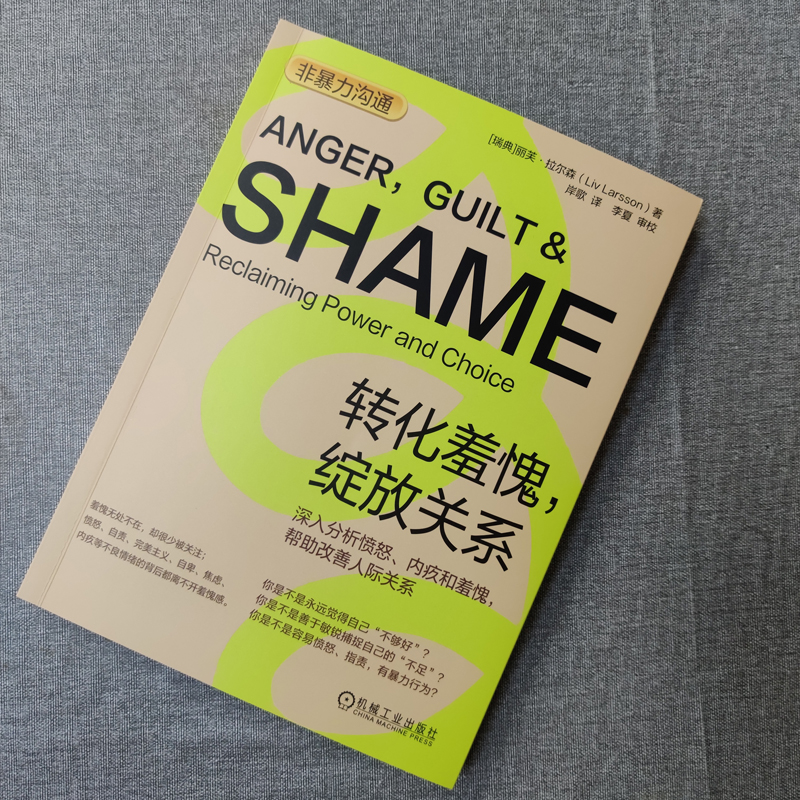 非暴力沟通
[瑞典]丽芙·拉尔森（Liv Larsson）著
岸歌 译 李夏 审校
ANGER, GUILT &
SHAME
Reclaiming Power and Choice
转化羞愧，
绽放关系
深入分析愤怒、内疚和羞愧，
帮助改善人际关系
羞愧无处不在，却很少被关注；
愤怒、自责、完美主义、自卑、焦虑、
内疚等不良情绪的背后都离不开羞愧感。
你是不是永远觉得自己“不够好”？
你是不是善于敏锐捕捉自己的“不足”？
你是不是容易愤怒、指责，有暴力行为？
机械工业出版社
CHINA MACHINE PRESS